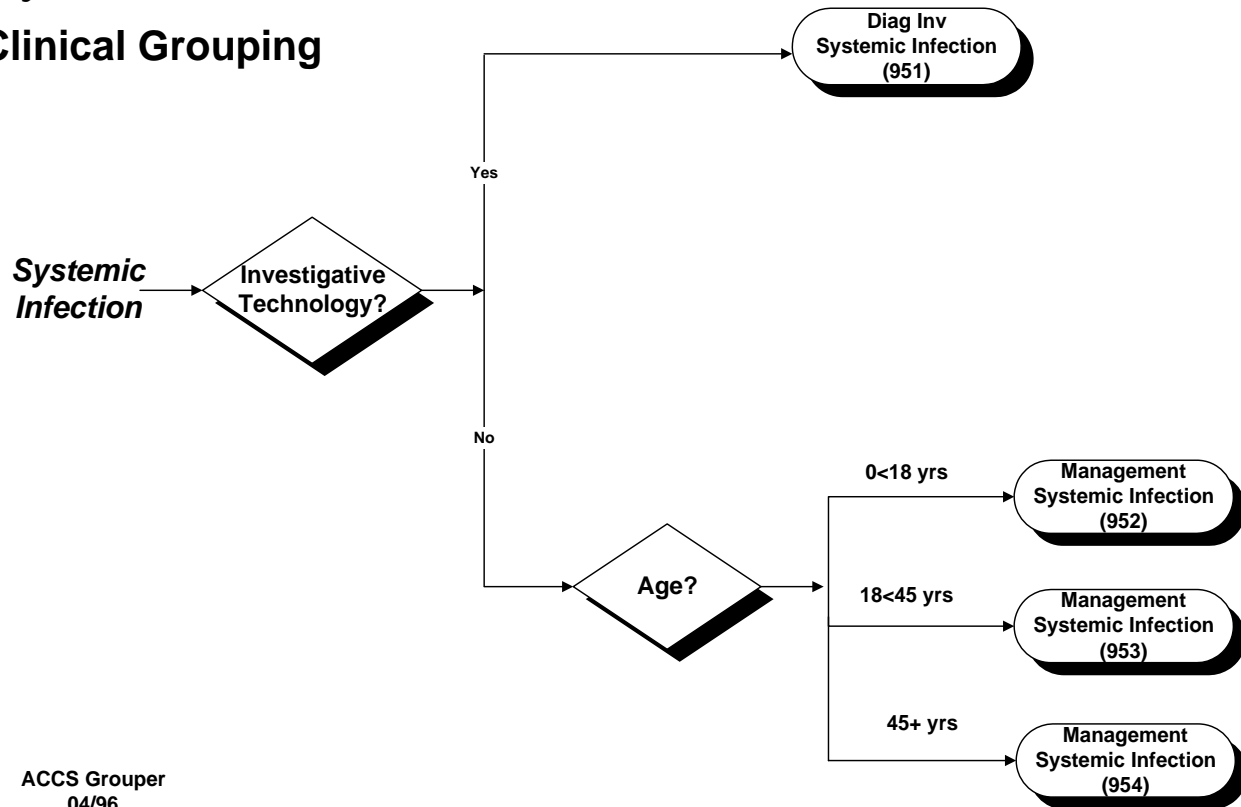 Clinical Grouping
Diag Inv
Systemic Infection
(951)
Yes
Systemic
Infection
Investigative
Technology?
No
Age?
0<18 yrs
Management
Systemic Infection
(952)
18<45 yrs
Management
Systemic Infection
(953)
45+ yrs
Management
Systemic Infection
(954)
ACCS Grouper
04/96